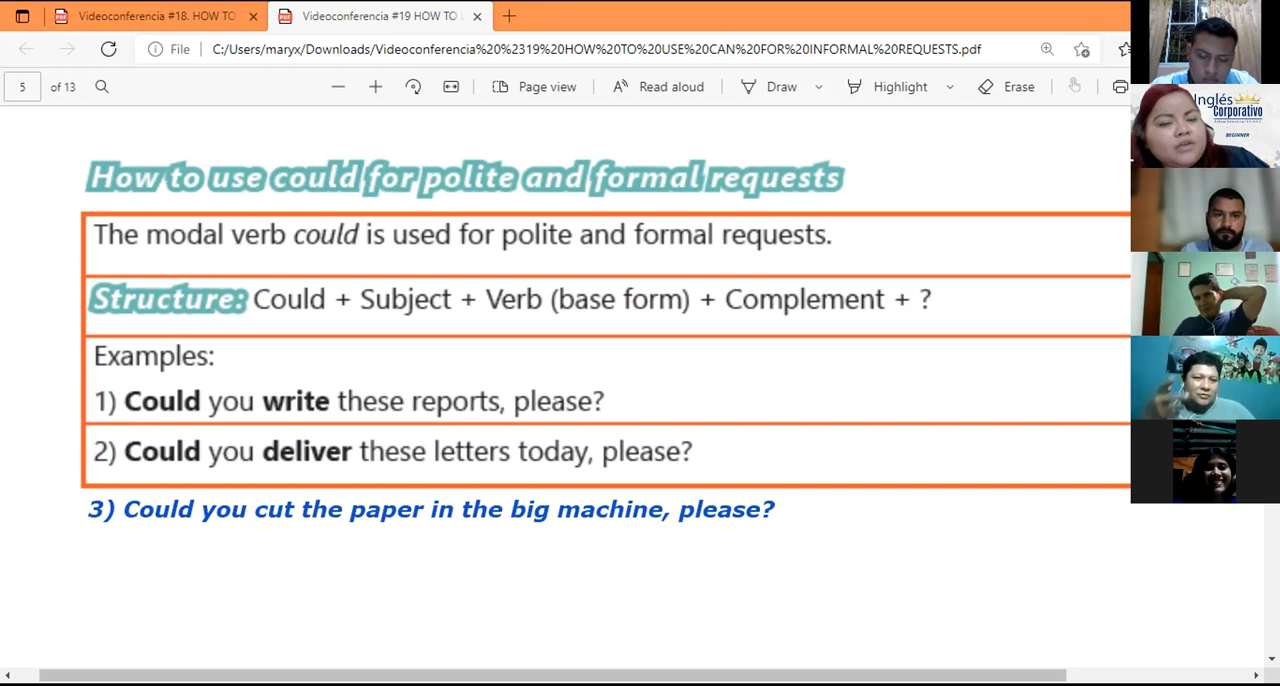 Videoconferencia #18. HOW TO
Videoconferencia #19 HOW TO
File
C:/Users/maryx/Downloads/Videoconferencia%20%2319%20HOW%20TO%20USE%20CAN%20FOR%20INFORMAL%20REQUESTS.pdf
5 of 13
Page view
Read aloud
Draw
Highlight
Erase
Inglés
Corporativo
BEGINNER
How to use could for polite and formal requests
The modal verb could is used for polite and formal requests.
Structure: Could + Subject + Verb (base form) + Complement + ?
Examples:
1) Could you write these reports, please?
2) Could you deliver these letters today, please?
3) Could you cut the paper in the big machine, please?